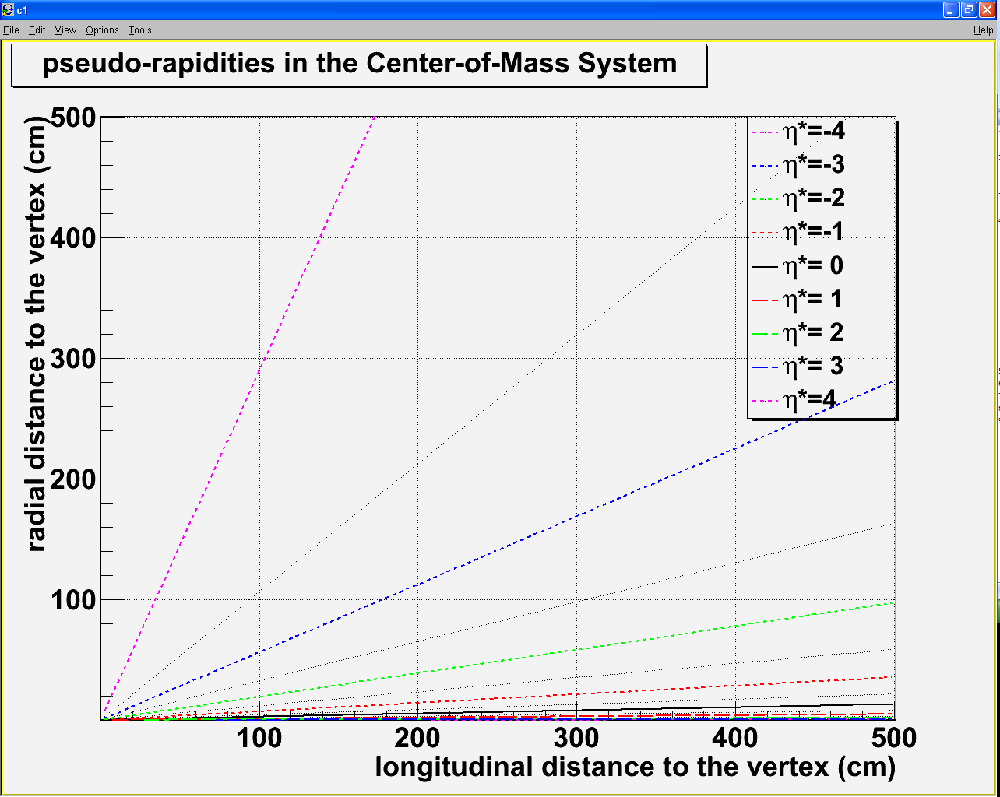 c1
File Edit View Options Tools Help
pseudo-rapidities in the Center-of-Mass System
radial distance to the vertex (cm)
500
400
300
200
100
η*=-4
η*=-3
η*=-2
η*=-1
η*= 0
η*= 1
η*= 2
η*= 3
η*=4
100 200 300 400 500
longitudinal distance to the vertex (cm)